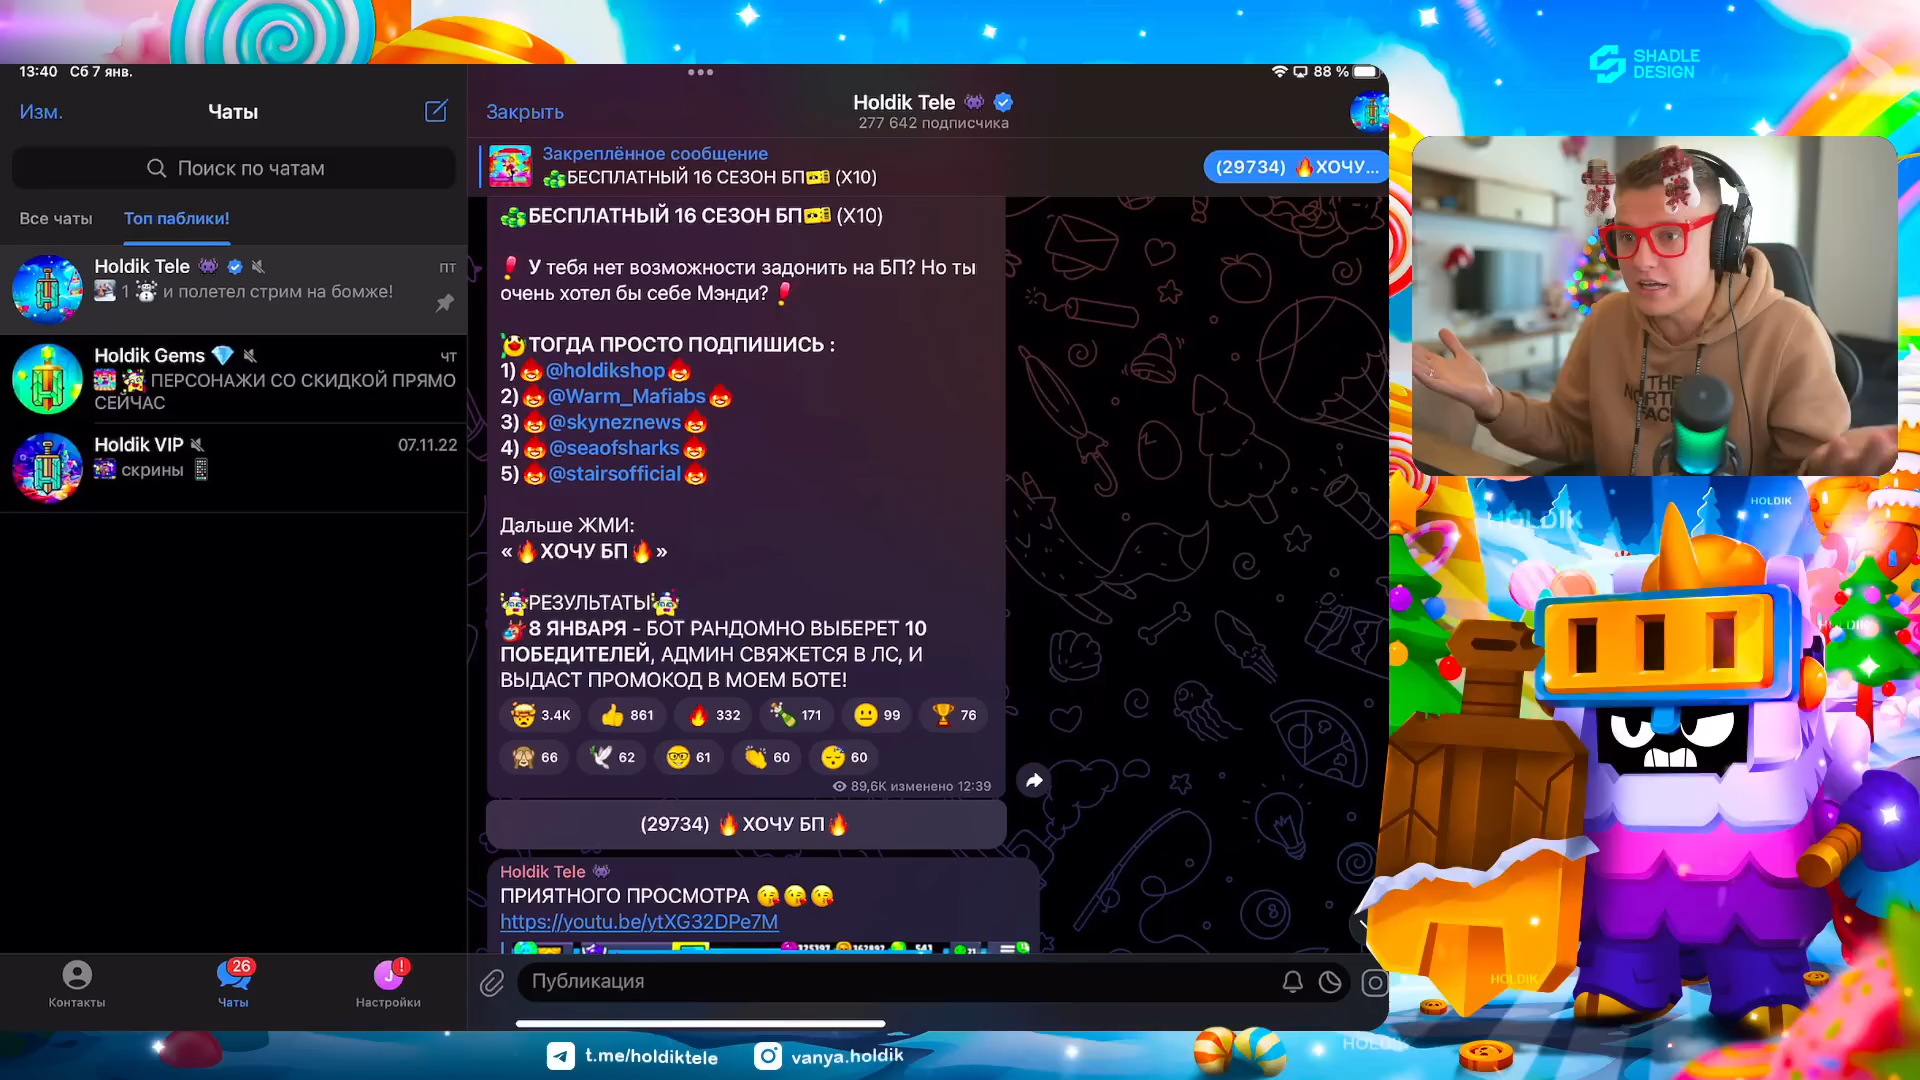 SHADLE
DESIGN
13:40 Сб 7 янв.
88 %
Изм.
Чаты
Поиск по чатам
Все чаты
Топ паблики!
Holdik Tele
пт
1 и полетел стрим на бомже!
Holdik Gems
чт
ПЕРСОНАЖИ СО СКИДКОЙ ПРЯМО
СЕЙЧАС
Holdik VIP
07.11.22
скрины
Контакты
26
Чаты
!
Настройки
Закрыть
Holdik Tele
277 642 подписчика
Закреплённое сообщение
БЕСПЛАТНЫЙ 16 СЕЗОН БП (X10)
(29734) ХОЧУ...
БЕСПЛАТНЫЙ 16 СЕЗОН БП (X10)
У тебя нет возможности задонить на БП? Но ты
очень хотел бы себе Мэнди?
ТОГДА ПРОСТО ПОДПИШИСЬ :
1) @holdikshop
2) @Warm_Mafiabs
3) @skyneznews
4) @seaofsharks
5) @stairsofficial
Дальше ЖМИ:
« ХОЧУ БП »
РЕЗУЛЬТАТЫ
8 ЯНВАРЯ - БОТ РАНДОМНО ВЫБЕРЕТ 10
ПОБЕДИТЕЛЕЙ, АДМИН СВЯЖЕТСЯ В ЛС, И
ВЫДАСТ ПРОМОКОД В МОЕМ БОТЕ!
3.4K 861 332 171 99 76
66 62 61 60 60
89,6K изменено 12:39
(29734) ХОЧУ БП
Holdik Tele
ПРИЯТНОГО ПРОСМОТРА
https://youtu.be/ytXG32DPe7M
Публикация
THE
NORTH
FACE
HOLDIK
HOLDIK
HOLDIK
HOLDIK
t.me/holdiktele
vanya.holdik